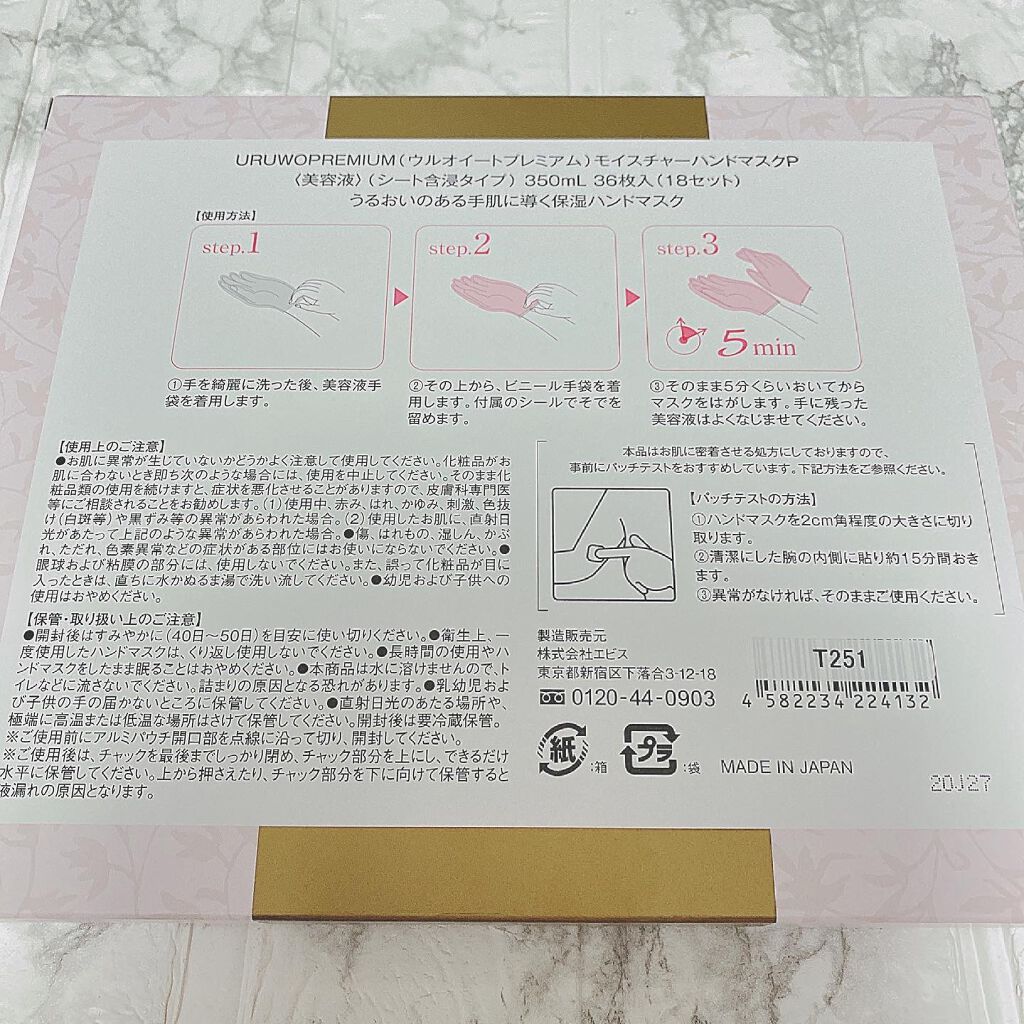 URUWOPREMIUM(ウルオイートプレミアム)モイスチャーハンドマスクP
〈美容液〉(シート含浸タイプ) 350mL 36枚入(18セット)
うるおいのある手肌に導く保湿ハンドマスク
【使用方法】
step.1
step.2
step.3
5 min
①手を綺麗に洗った後、美容液手
袋を着用します。
②その上から、ビニール手袋を着
用します。付属のシールでそでを
留めます。
③そのまま5分くらいおいてから
マスクをはがします。手に残った
美容液はよくなじませてください。
【使用上のご注意】
●お肌に異常が生じていないかどうかよく注意して使用してください。化粧品がお
肌に合わないとき即ち次のような場合には、使用を中止してください。そのまま化
粧品類の使用を続けますと、症状を悪化させることがありますので、皮膚科専門医
等にご相談されることをお勧めします。(1)使用中、赤み、はれ、かゆみ、刺激、色抜
け(白斑等)や黒ずみ等の異常があらわれた場合。(2)使用したお肌に、直射日
光があたって上記のような異常があらわれた場合。●傷、はれもの、湿しん、かぶ
れ、ただれ、色素異常などの症状がある部位にはお使いにならないでください。●
眼球および粘膜の部分には、使用しないでください。また、誤って化粧品が目に
入ったときは、直ちに水かぬるま湯で洗い流してください。●幼児および子供への
使用はおやめください。
【保管・取り扱い上のご注意】
●開封後はすみやかに(40日〜50日)を目安に使い切りください。●衛生上、一
度使用したハンドマスクは、くり返し使用しないでください。●長時間の使用やハ
ンドマスクをしたまま眠ることはおやめください。●本商品は水に溶けませんので、ト
イレなどに流さないでください。詰まりの原因となる恐れがあります。●乳幼児およ
び子供の手の届かないところに保管してください。●直射日光のあたる場所や、
極端に高温または低温な場所はさけて保管してください。開封後は要冷蔵保管。
※ご使用前にアルミパウチ開口部を点線に沿って切り、開封してください。
※ご使用後は、チャックを最後までしっかり閉め、チャック部分を上にし、できるだけ
水平に保管してください。上から押さえたり、チャック部分を下に向けて保管すると
液漏れの原因となります。
本品はお肌に密着させる処方にしておりますので、
事前にパッチテストをおすすめしています。下記方法をご参照ください。
【パッチテストの方法】
①ハンドマスクを2cm角程度の大きさに切り
取ります。
②清潔にした腕の内側に貼り約15分間おき
ます。
③異常がなければ、そのままご使用ください。
製造販売元
株式会社エビス
東京都新宿区下落合3-12-18
0120-44-0903
T251
4 582234 224132
紙 :箱
プラ :袋
MADE IN JAPAN
20J27